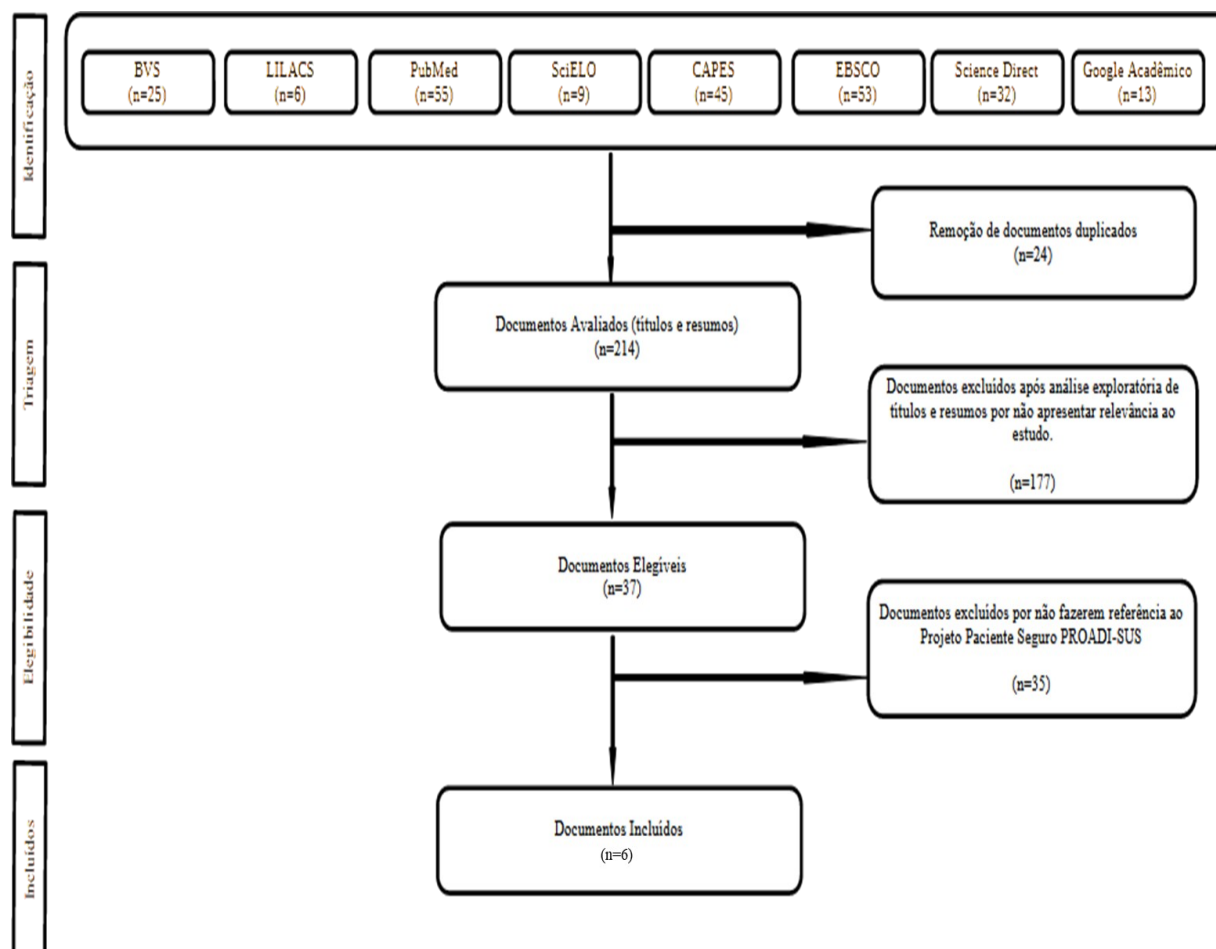 Identificação
BVS
(n=25)
LILACS
(n=6)
PubMed
(n=55)
SciELO
(n=9)
CAPES
(n=45)
EBSCO
(n=53)
Science Direct
(n=32)
Google Acadêmico
(n=13)
Remoção de documentos duplicados
(n=24)
Triagem
Documentos Avaliados (títulos e resumos)
(n=214)
Documentos excluídos após análise exploratória de
títulos e resumos por não apresentar relevância ao
estudo.
(n=177)
Elegibilidade
Documentos Elegíveis
(n=37)
Documentos excluídos por não fazerem referência ao
Projeto Paciente Seguro PROADI-SUS
(n=35)
Incluídos
Documentos Incluídos
(n=6)